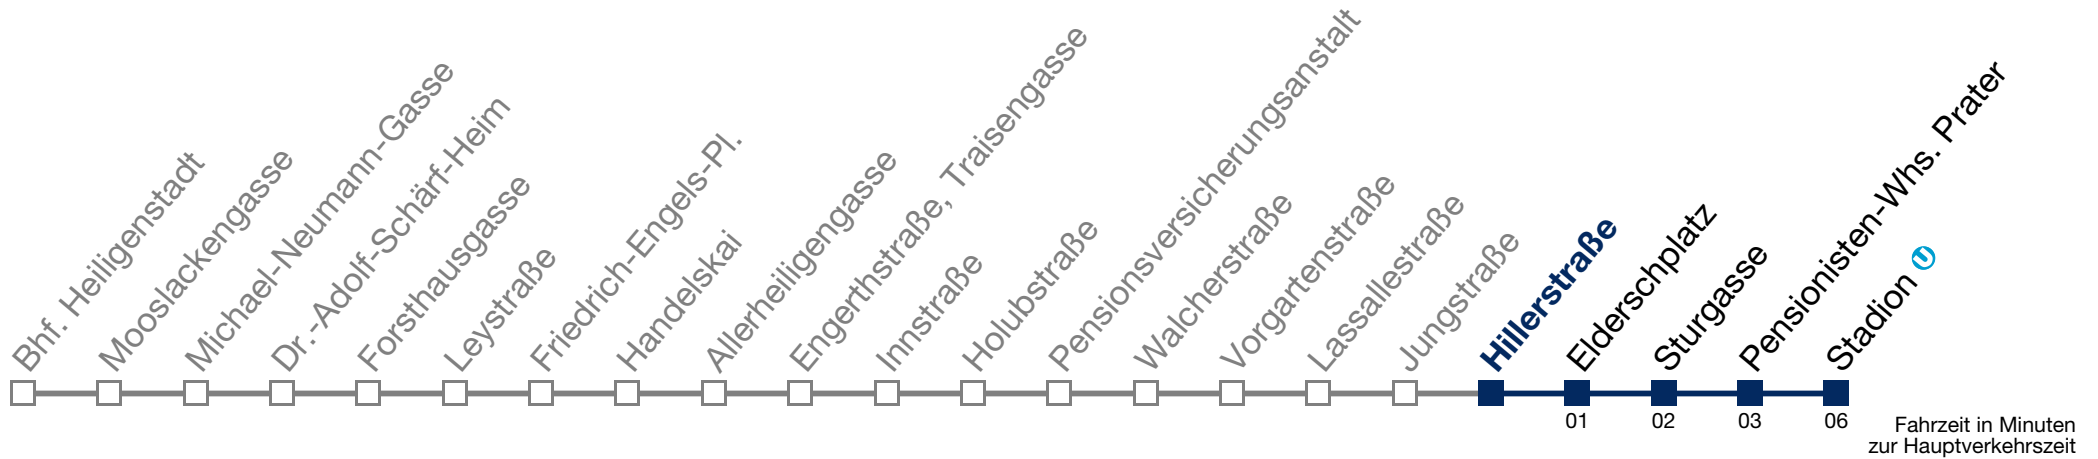 Bhf. Heiligenstadt
Mooslackengasse
Michael-Neumann-Gasse
Dr.-Adolf-Schärf-Heim
Forsthausgasse
Leystraße
Friedrich-Engels-Pl.
Handelskai
Allerheiligengasse
Engerthstraße, Traisengasse
Innstraße
Holubstraße
Pensionsversicherungsanstalt
Walcherstraße
Vorgartenstraße
Lassallestraße
Jungstraße
Hillerstraße
Elderschplatz
Sturgasse
Pensionisten-Whs. Prater
Stadion U
01
02
03
06
Fahrzeit in Minuten
zur Hauptverkehrszeit